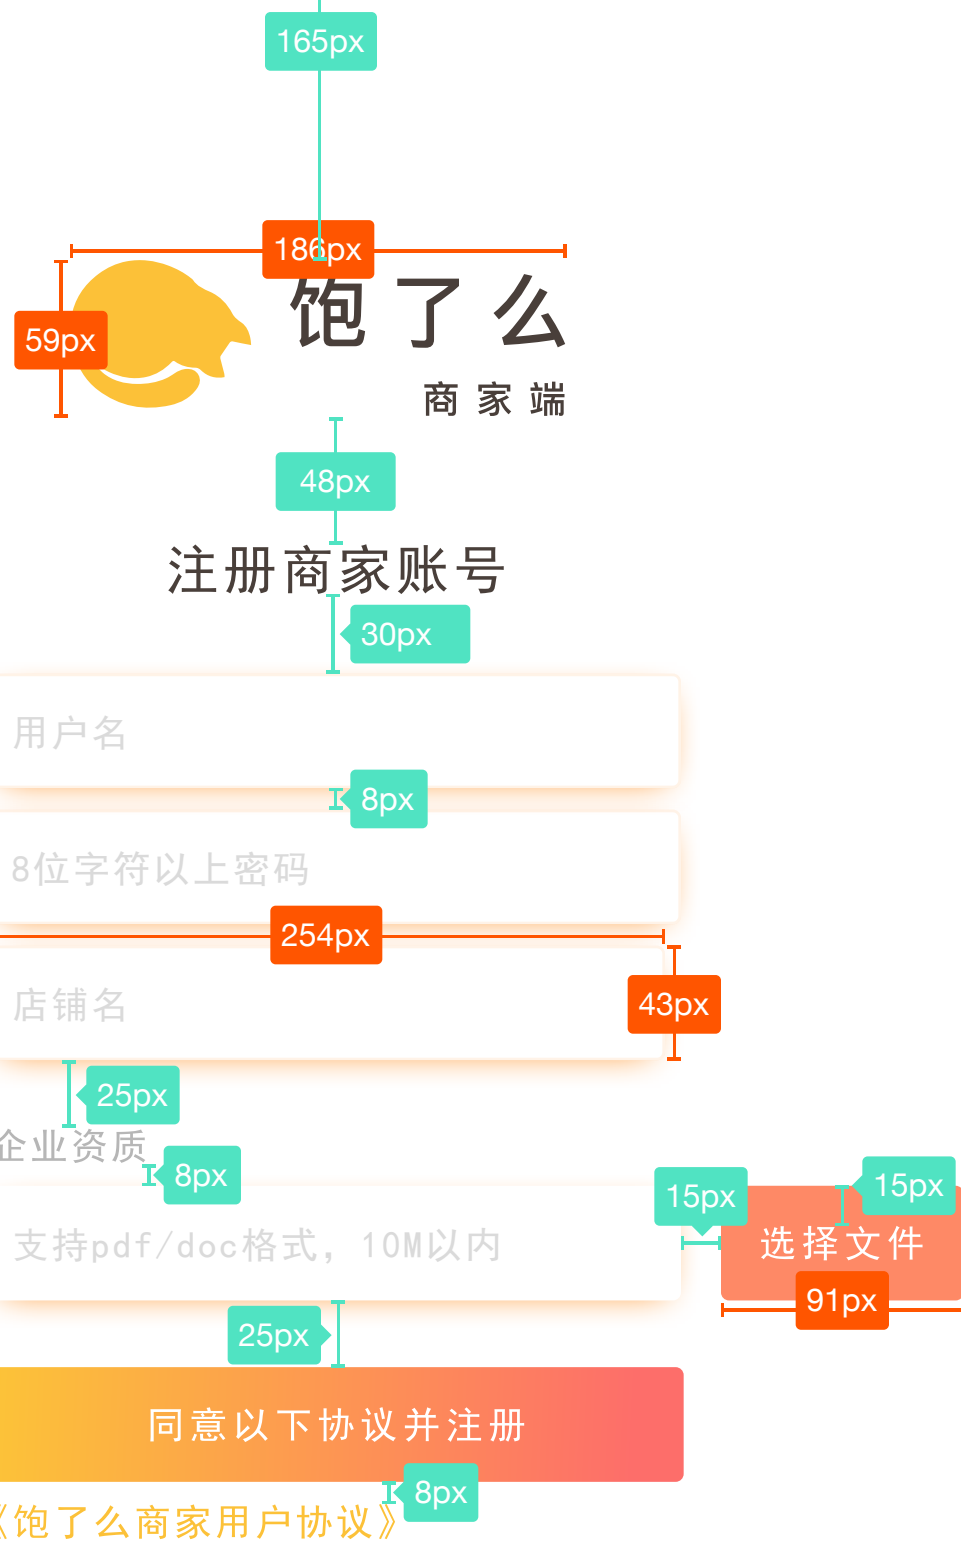 165px
186px
59px
饱了么
商家端
48px
注册商家账号
30px
用户名
8px
8位字符以上密码
254px
店铺名
43px
25px
企业资质
8px
15px
15px
支持pdf/doc格式，10M以内
选择文件
91px
25px
同意以下协议并注册
8px
《饱了么商家用户协议》